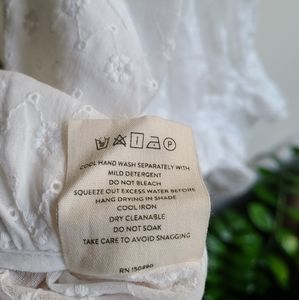 P
COOL HAND WASH SEPARATELY WITH
MILD DETERGENT
DO NOT BLEACH
SQUEEZE OUT EXCESS WATER BEFORE
HANG DRYING IN SHADE
COOL IRON
DRY CLEANABLE
DO NOT SOAK
TAKE CARE TO AVOID SNAGGING
RN 150890